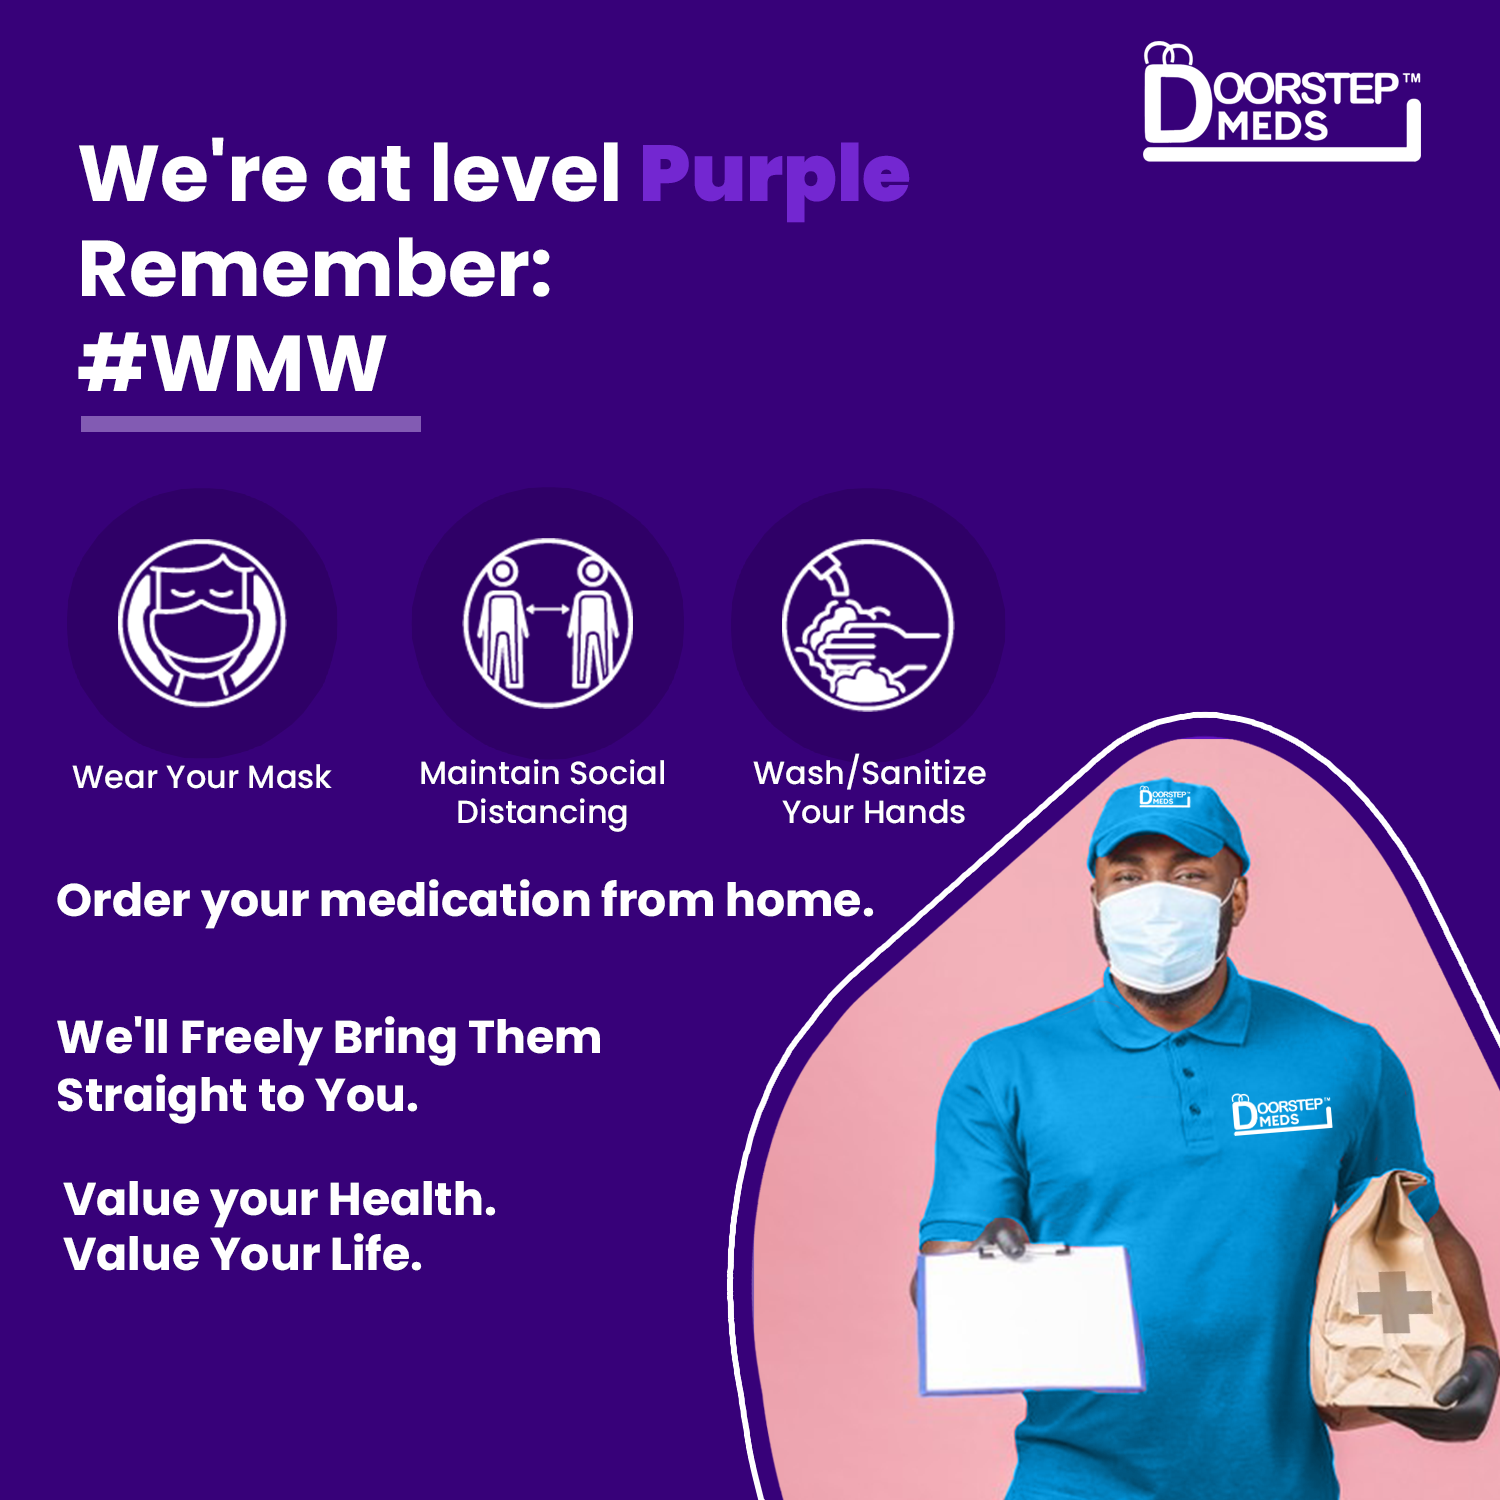 DOORSTEP™
MEDS
We're at level Purple
Remember:
#WMW
Wear Your Mask
Maintain Social
Distancing
Wash/Sanitize
Your Hands
Order your medication from home.
We'll Freely Bring Them
Straight to You.
Value your Health.
Value Your Life.
DOORSTEP
MEDS
DOORSTEP™
MEDS